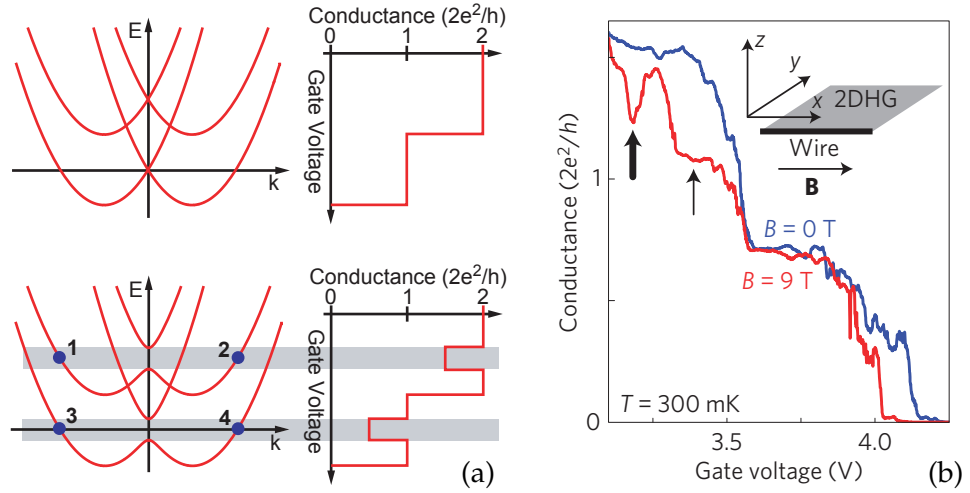 E
k
Conductance (2e²/h)
0 1 2
Gate Voltage
E
k
1 2
3 4
Conductance (2e²/h)
0 1 2
Gate Voltage
(a)
Conductance (2e²/h)
1
0
z
y
x
2DHG
Wire
B
B = 0 T
B = 9 T
T = 300 mK
3.5 4.0
Gate voltage (V)
(b)